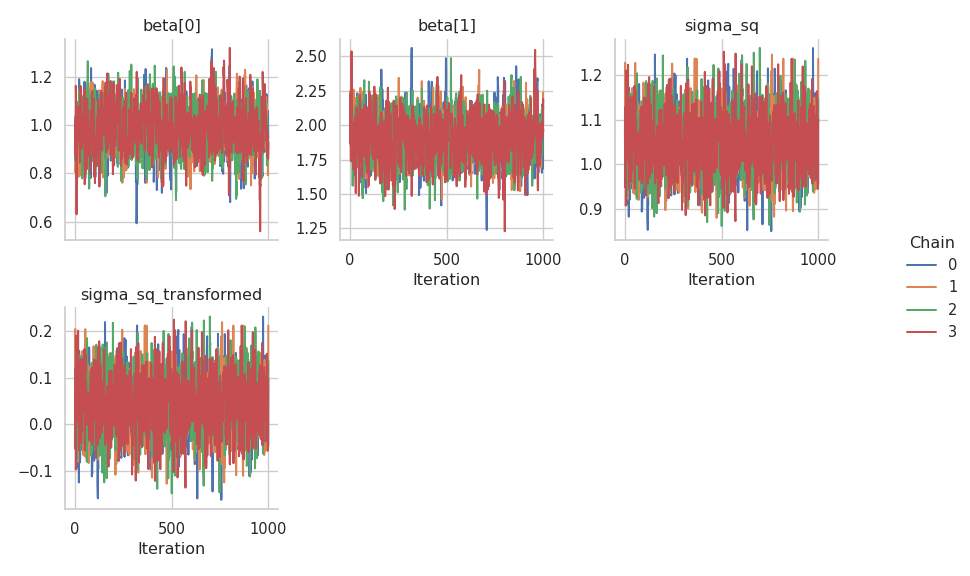 beta[0] beta[1] sigma_sq
1.2
1.0
0.8
0.6
2.50
2.25
2.00
1.75
1.50
1.25
0 500 1000
Iteration
1.2
1.1
1.0
0.9
0 500 1000
Iteration
Chain
0
1
2
3
sigma_sq_transformed
0.2
0.1
0.0
−0.1
0 500 1000
Iteration